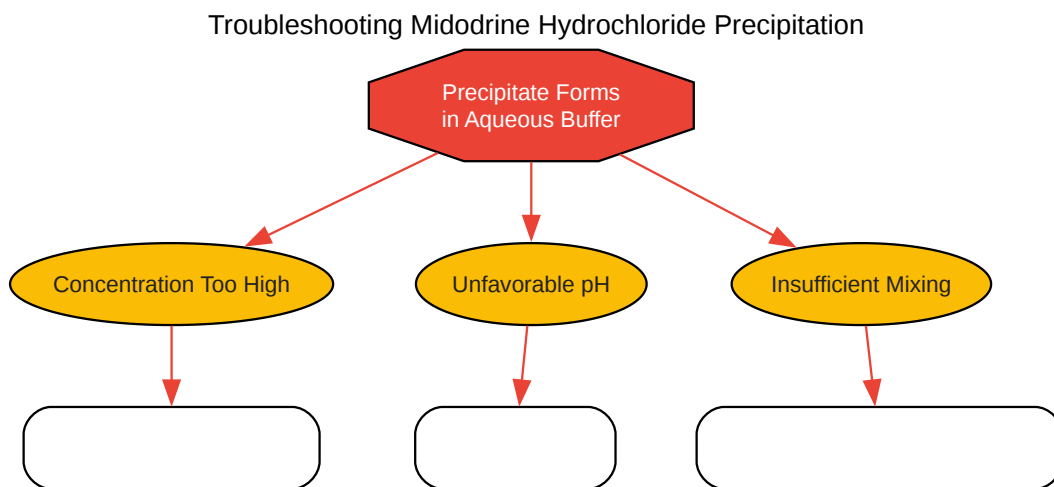 Troubleshooting Midodrine Hydrochloride Precipitation
Precipitate Forms
in Aqueous Buffer
Concentration Too High
Unfavorable pH
Insufficient Mixing